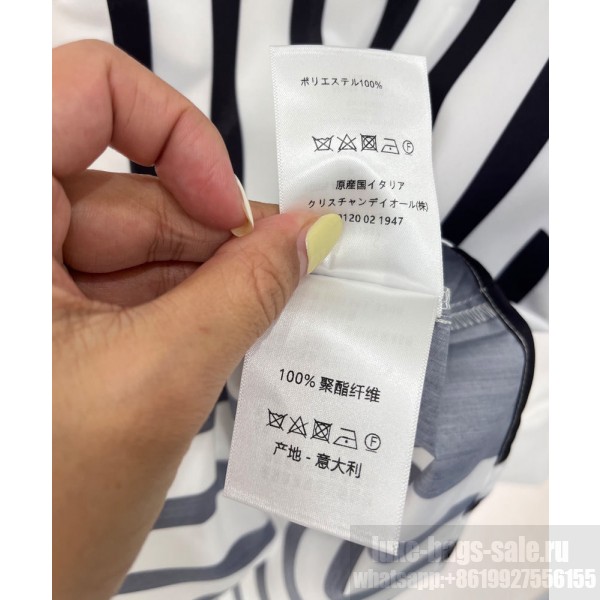 ポリエステル100%
原産国イタリア
クリスチャンデイオール(株)
0120 02 1947
100% 聚酯纤维
产地 - 意大利
luxe-bags-sale.ru
whatsapp:+8619927556155